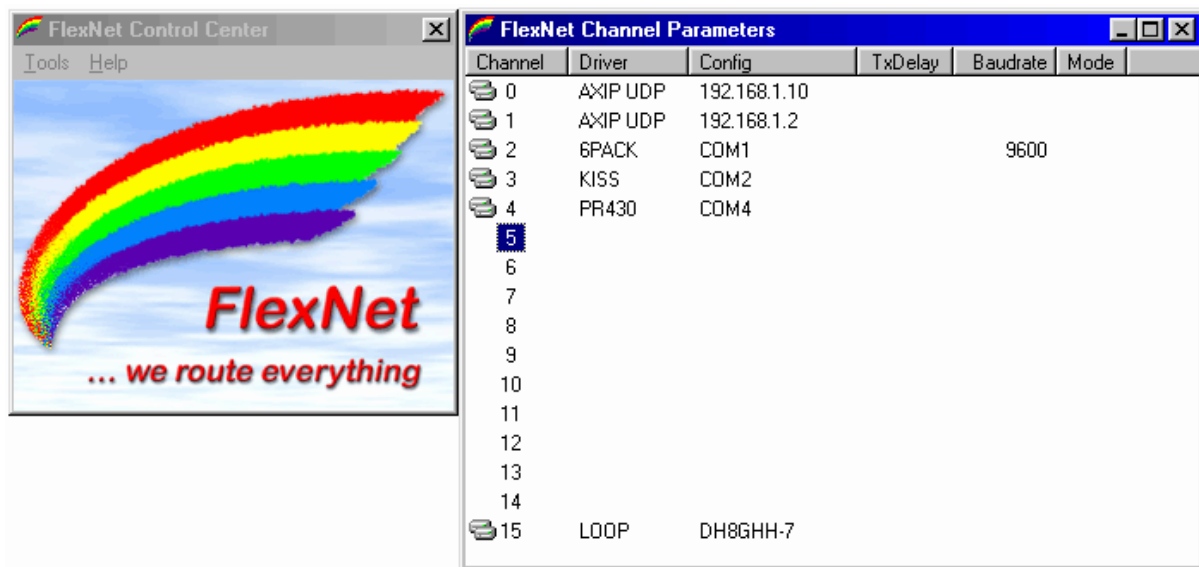 FlexNet Control Center
Tools Help
FlexNet
... we route everything
FlexNet Channel Parameters
Channel Driver Config TxDelay Baudrate Mode
0 AXIP UDP 192.168.1.10
1 AXIP UDP 192.168.1.2
2 6PACK COM1 9600
3 KISS COM2
4 PR430 COM4
5
6
7
8
9
10
11
12
13
14
15 LOOP DH8GHH-7